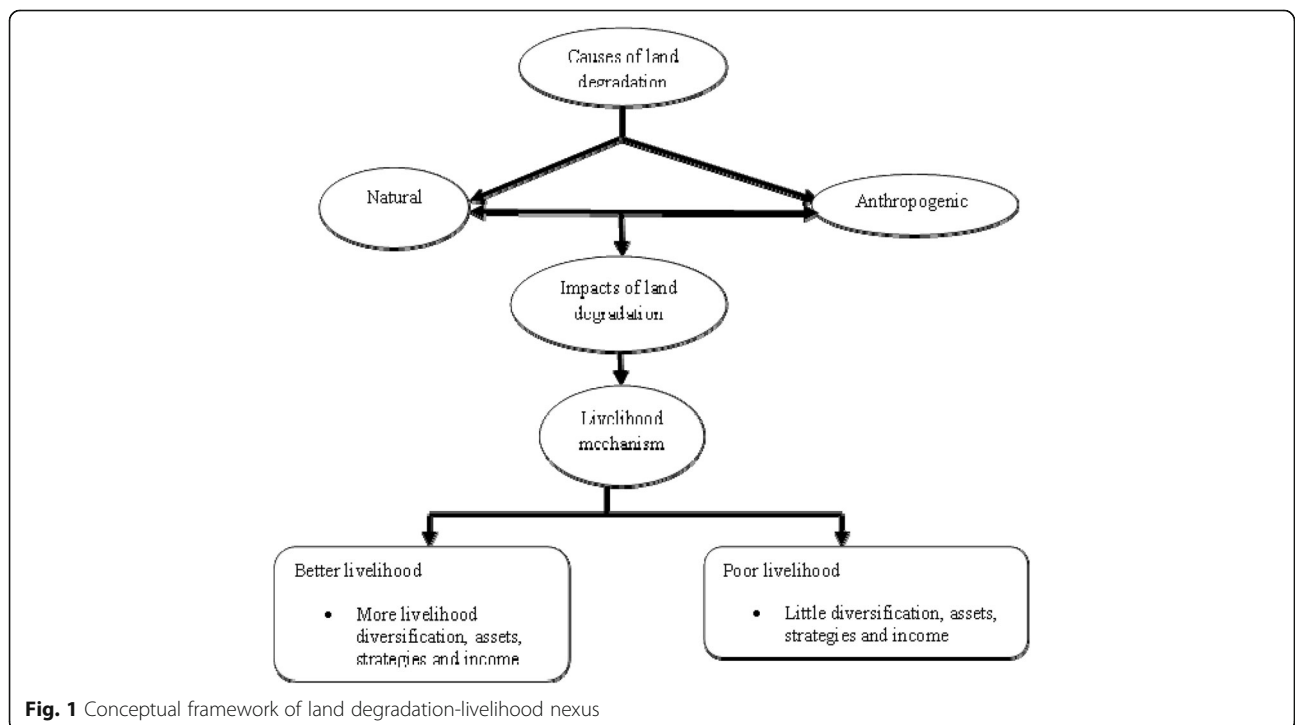 Causes of land
degradation
Natural
Anthropogenic
Impacts of land
degradation
Livelihood
mechanism
Better livelihood
• More livelihood
diversification, assets,
strategies and income
Poor livelihood
• Little diversification, assets,
strategies and income
Fig. 1 Conceptual framework of land degradation-livelihood nexus